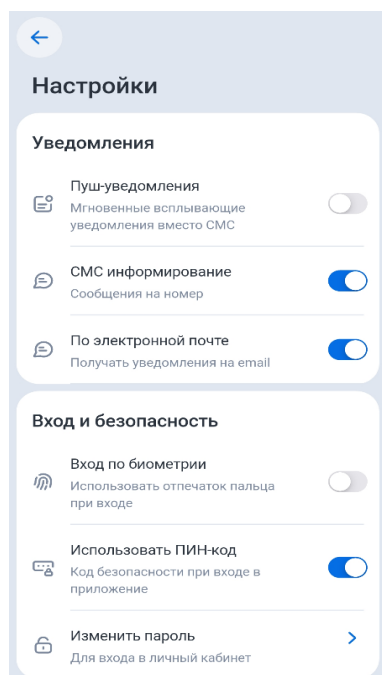 Настройки
Уведомления
Пуш-уведомления
Мгновенные всплывающие
уведомления вместо СМС
СМС информирование
Сообщения на номер
По электронной почте
Получать уведомления на email
Вход и безопасность
Вход по биометрии
Использовать отпечаток пальца
при входе
Использовать ПИН-код
Код безопасности при входе в
приложение
Изменить пароль
Для входа в личный кабинет